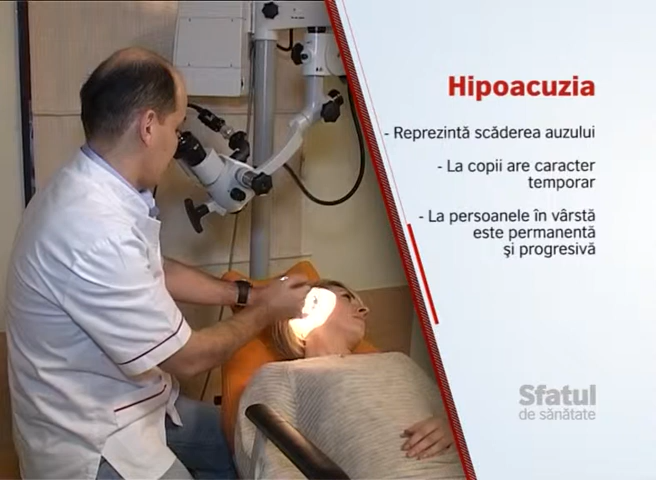 Hipoacuzia
- Reprezintă scăderea auzului
- La copii are caracter
temporar
- La persoanele în vârstă
este permanentă
și progresivă
Sfatul
de sănătate